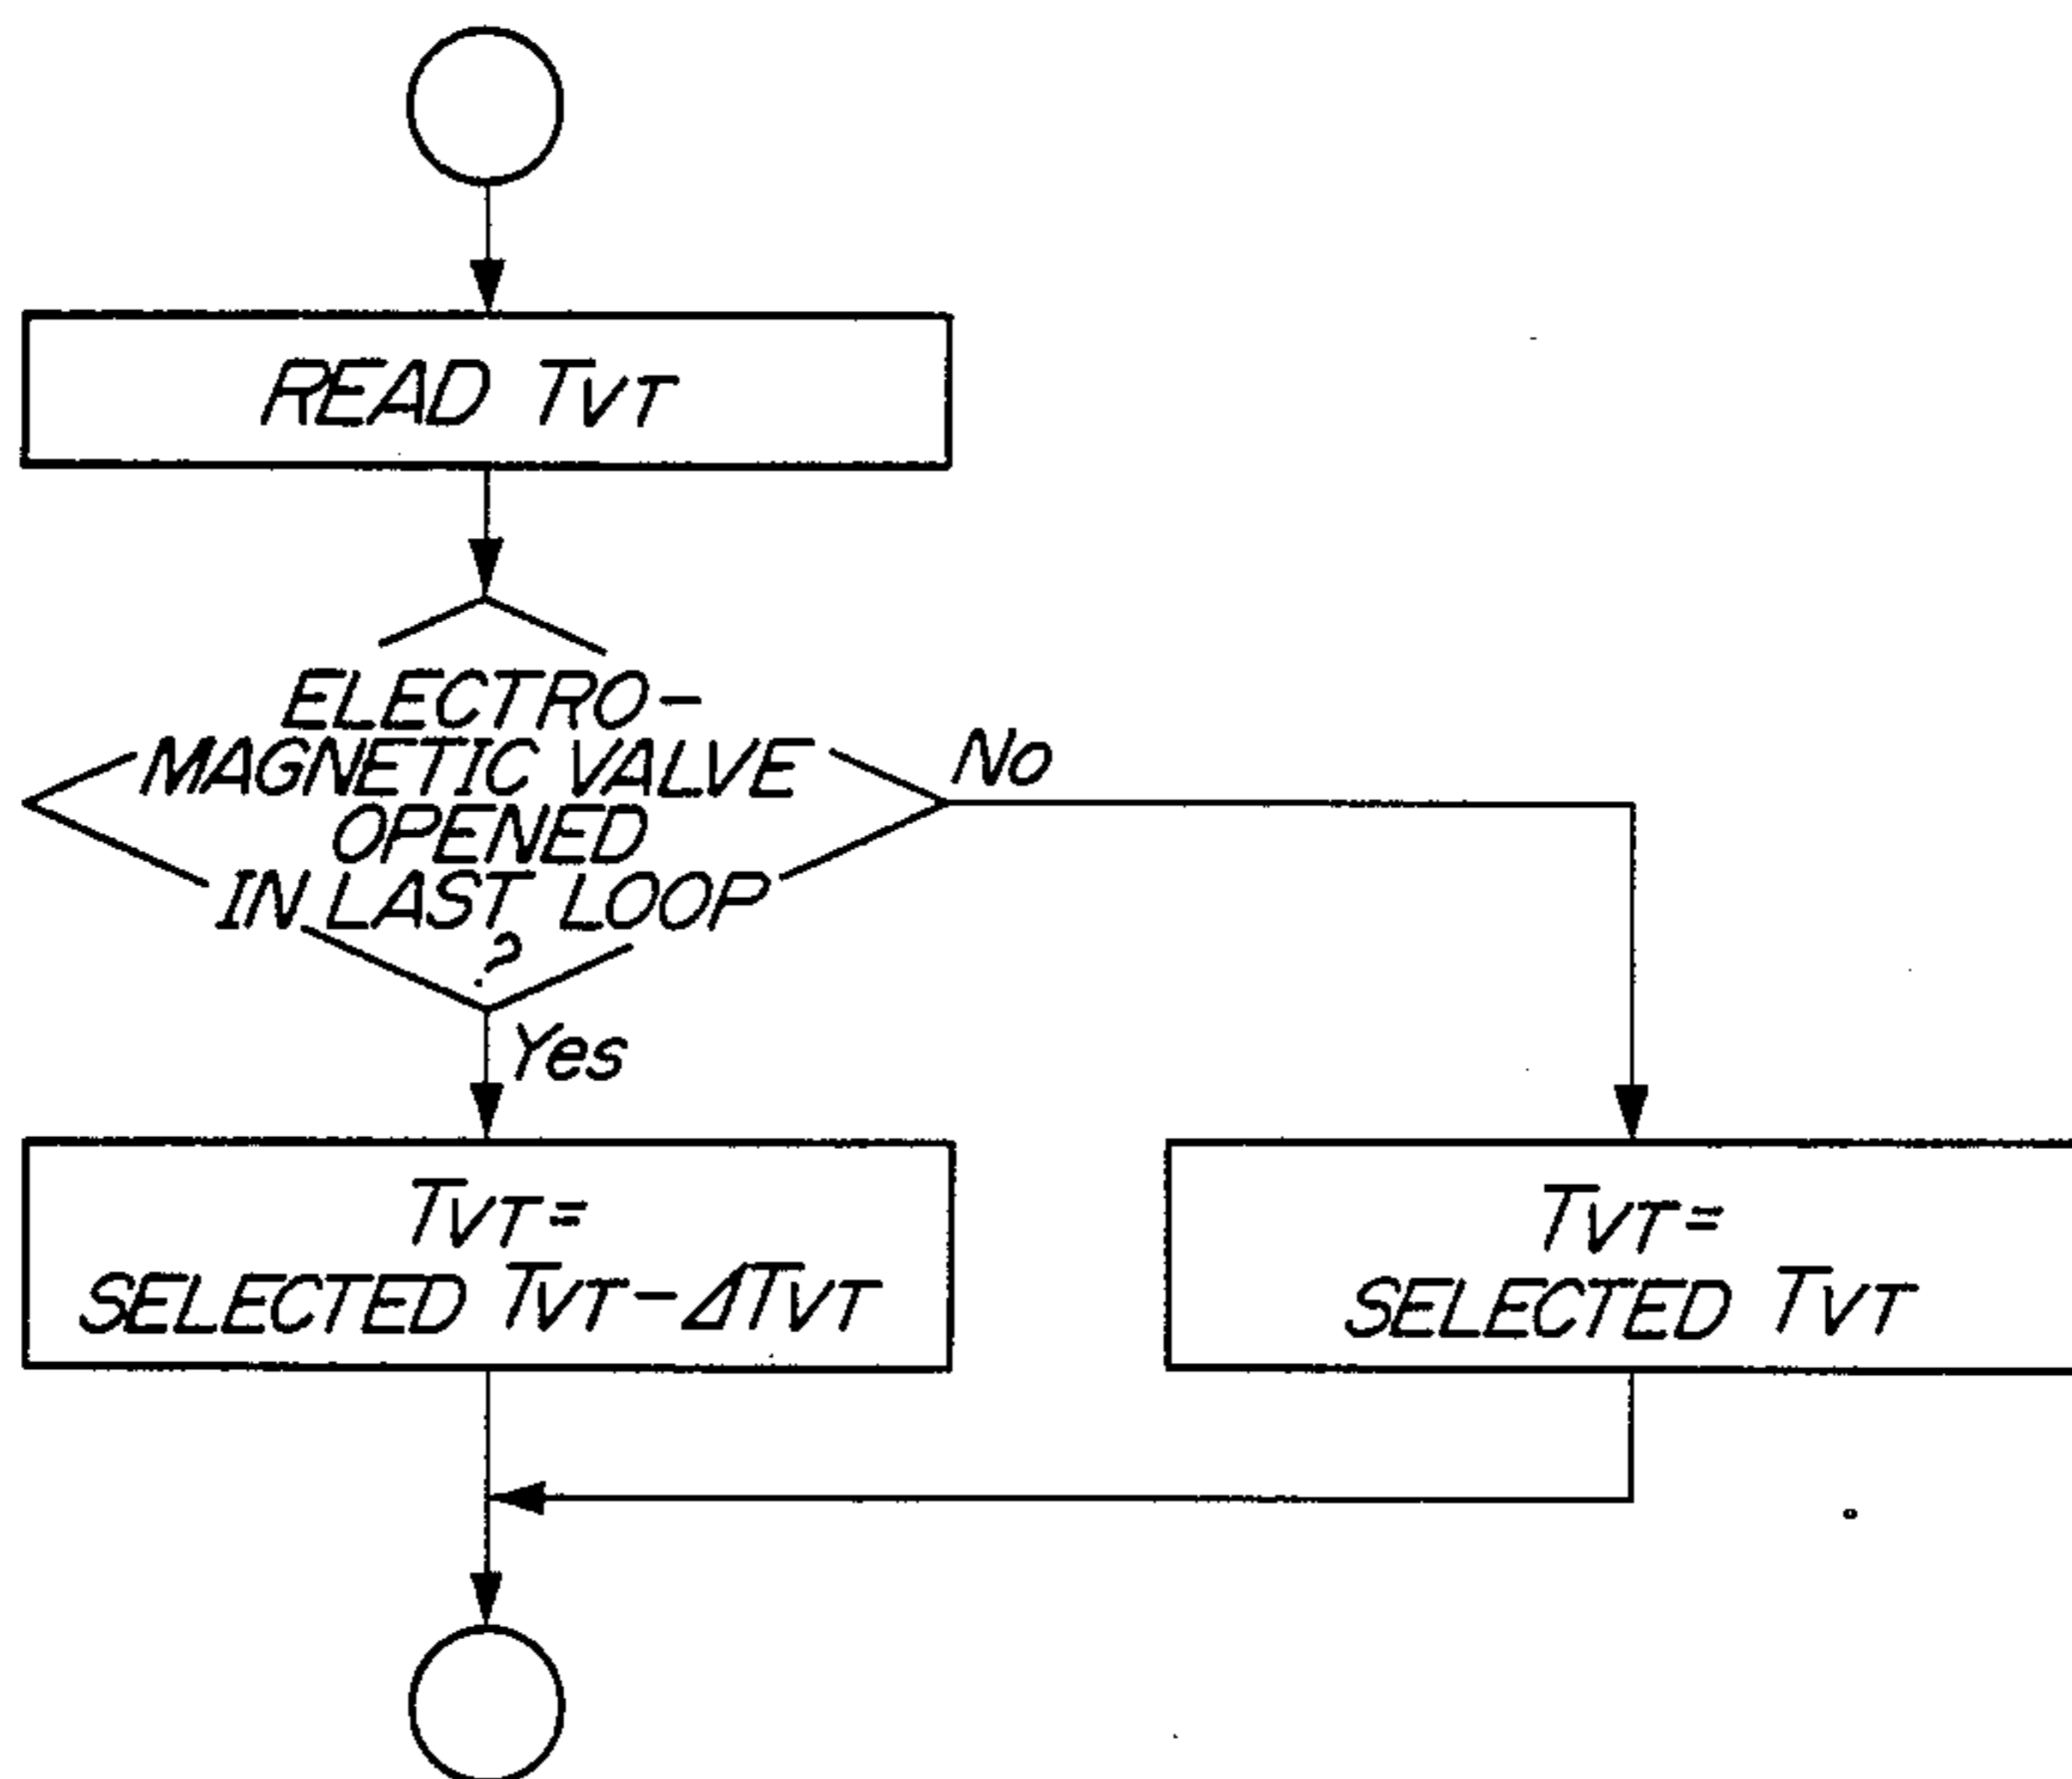 READ TVT
ELECTRO-
MAGNETIC VALVE
OPENED
IN LAST LOOP
?
No
Yes
TVT=
SELECTED TVT-ΔTVT
TVT=
SELECTED TVT